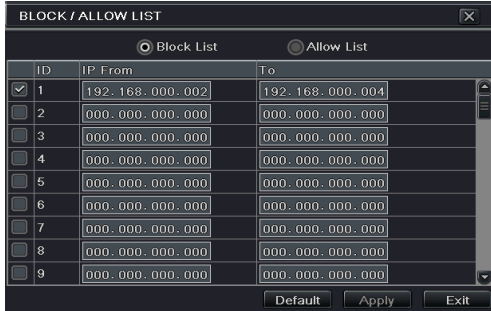 BLOCK / ALLOW LIST
Block List Allow List
ID IP From To
1 192.168.000.002 192.168.000.004
2 000.000.000.000 000.000.000.000
3 000.000.000.000 000.000.000.000
4 000.000.000.000 000.000.000.000
5 000.000.000.000 000.000.000.000
6 000.000.000.000 000.000.000.000
7 000.000.000.000 000.000.000.000
8 000.000.000.000 000.000.000.000
9 000.000.000.000 000.000.000.000
Default Apply Exit